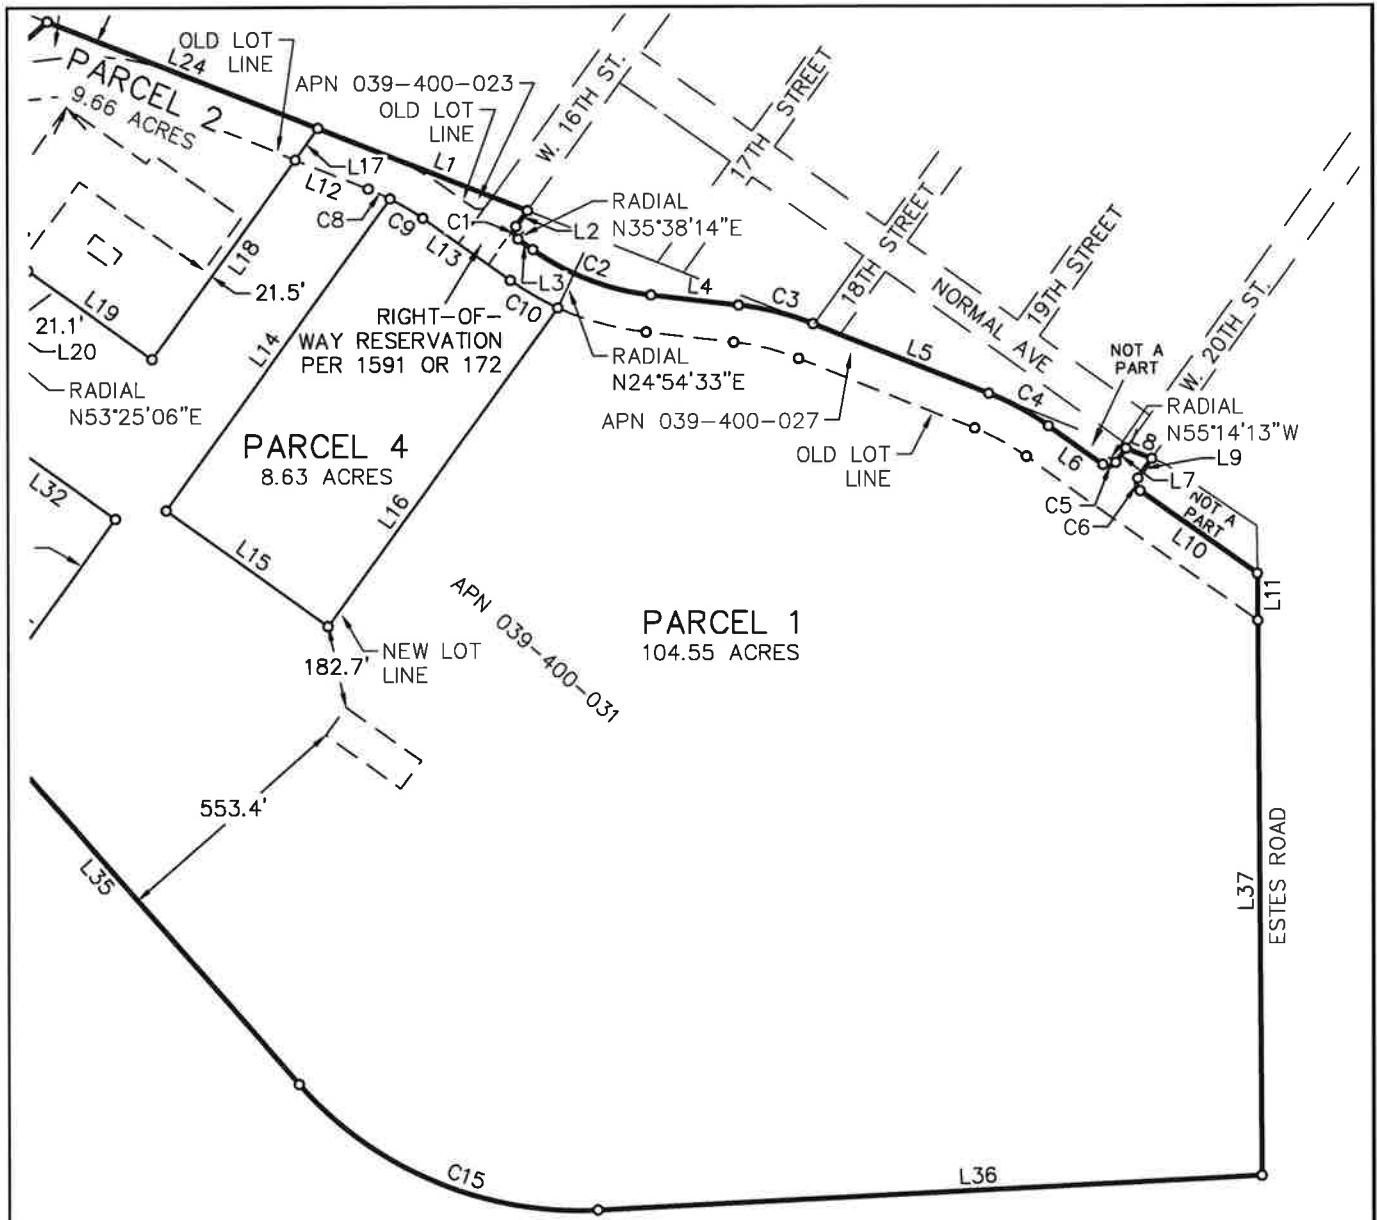 OLD LOT
LINE
L24
PARCEL 2
9.66 ACRES
APN 039-400-023
OLD LOT
LINE
W. 16TH ST.
17TH STREET
L1
L17
L12
C8
C9
L13
C1
RADIAL
N35°38'14"E
L2
C2
L3
L4
C3
18TH STREET
NORMAL AVE
19TH STREET
W. 20TH ST.
L18
21.5'
L19
21.1'
L20
RADIAL
N53°25'06"E
L14
RIGHT-OF-
WAY RESERVATION
PER 1591 OR 172
C10
RADIAL
N24°54'33"E
APN 039-400-027
L5
C4
NOT A
PART
RADIAL
N55°14'13"W
L8
L9
L7
L6
C5
C6
NOT A
PART
L10
L11
OLD LOT
LINE
PARCEL 4
8.63 ACRES
L16
L32
L15
NEW LOT
LINE
182.7'
APN 039-400-031
PARCEL 1
104.55 ACRES
553.4'
L35
L37
ESTES ROAD
C15
L36